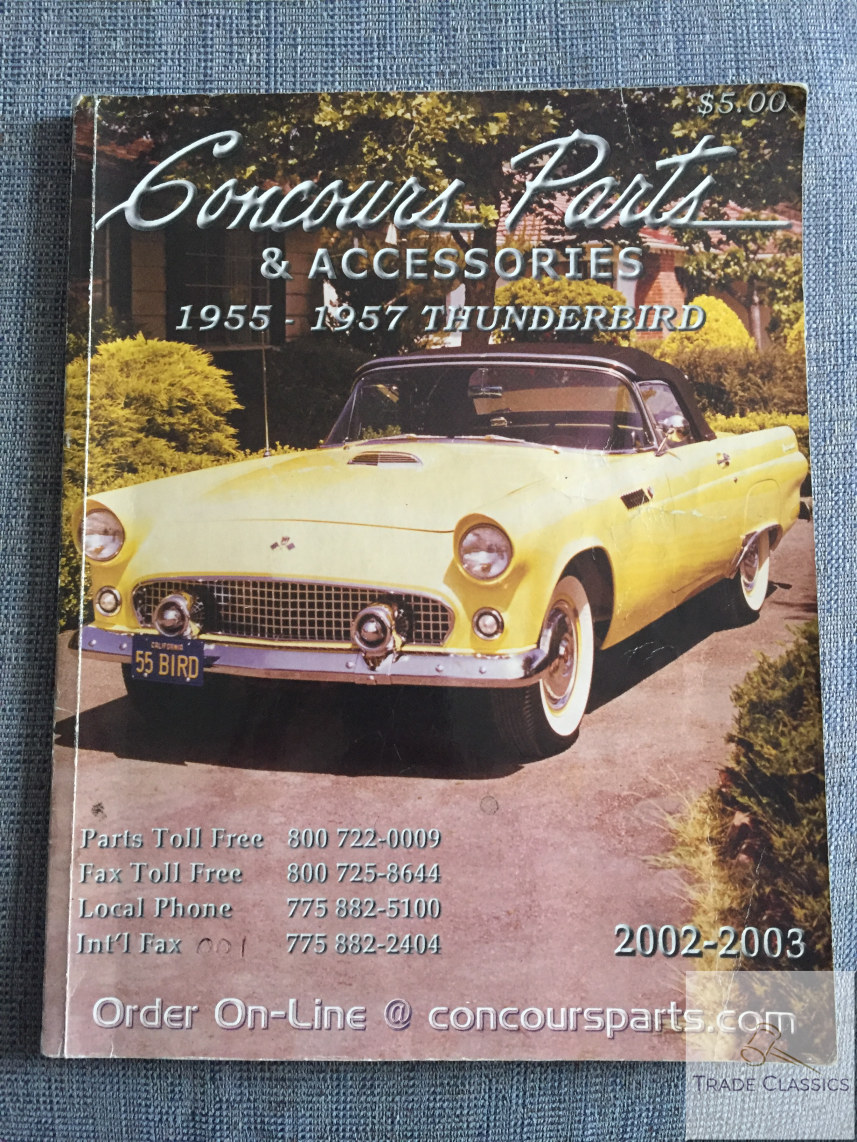 $5.00
Concours Parts
& ACCESSORIES
1955 - 1957 THUNDERBIRD
CALIFORNIA
55 BIRD
Parts Toll Free 800 722-0009
Fax Toll Free 800 725-8644
Local Phone 775 882-5100
Int'l Fax 001 775 882-2404
2002-2003
Order On-Line @ concoursparts.com
TRADE CLASSICS